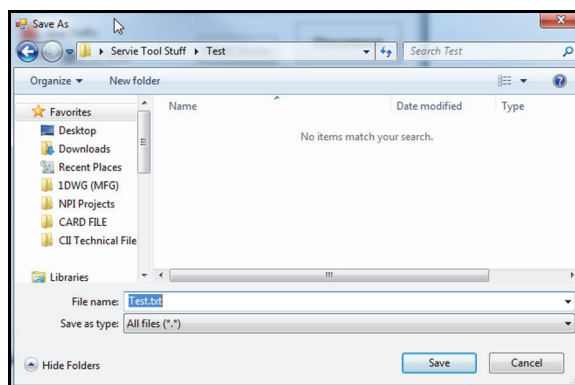 Save As
Servie Tool Stuff Test
Search Test
Organize New folder
Name Date modified Type
Favorites
No items match your search.
Desktop
Downloads
Recent Places
1DWG (MFG)
NPI Projects
CARD FILE
CII Technical File
Libraries
File name: Test.txt
Save as type: All files (*.*)
Hide Folders Save Cancel